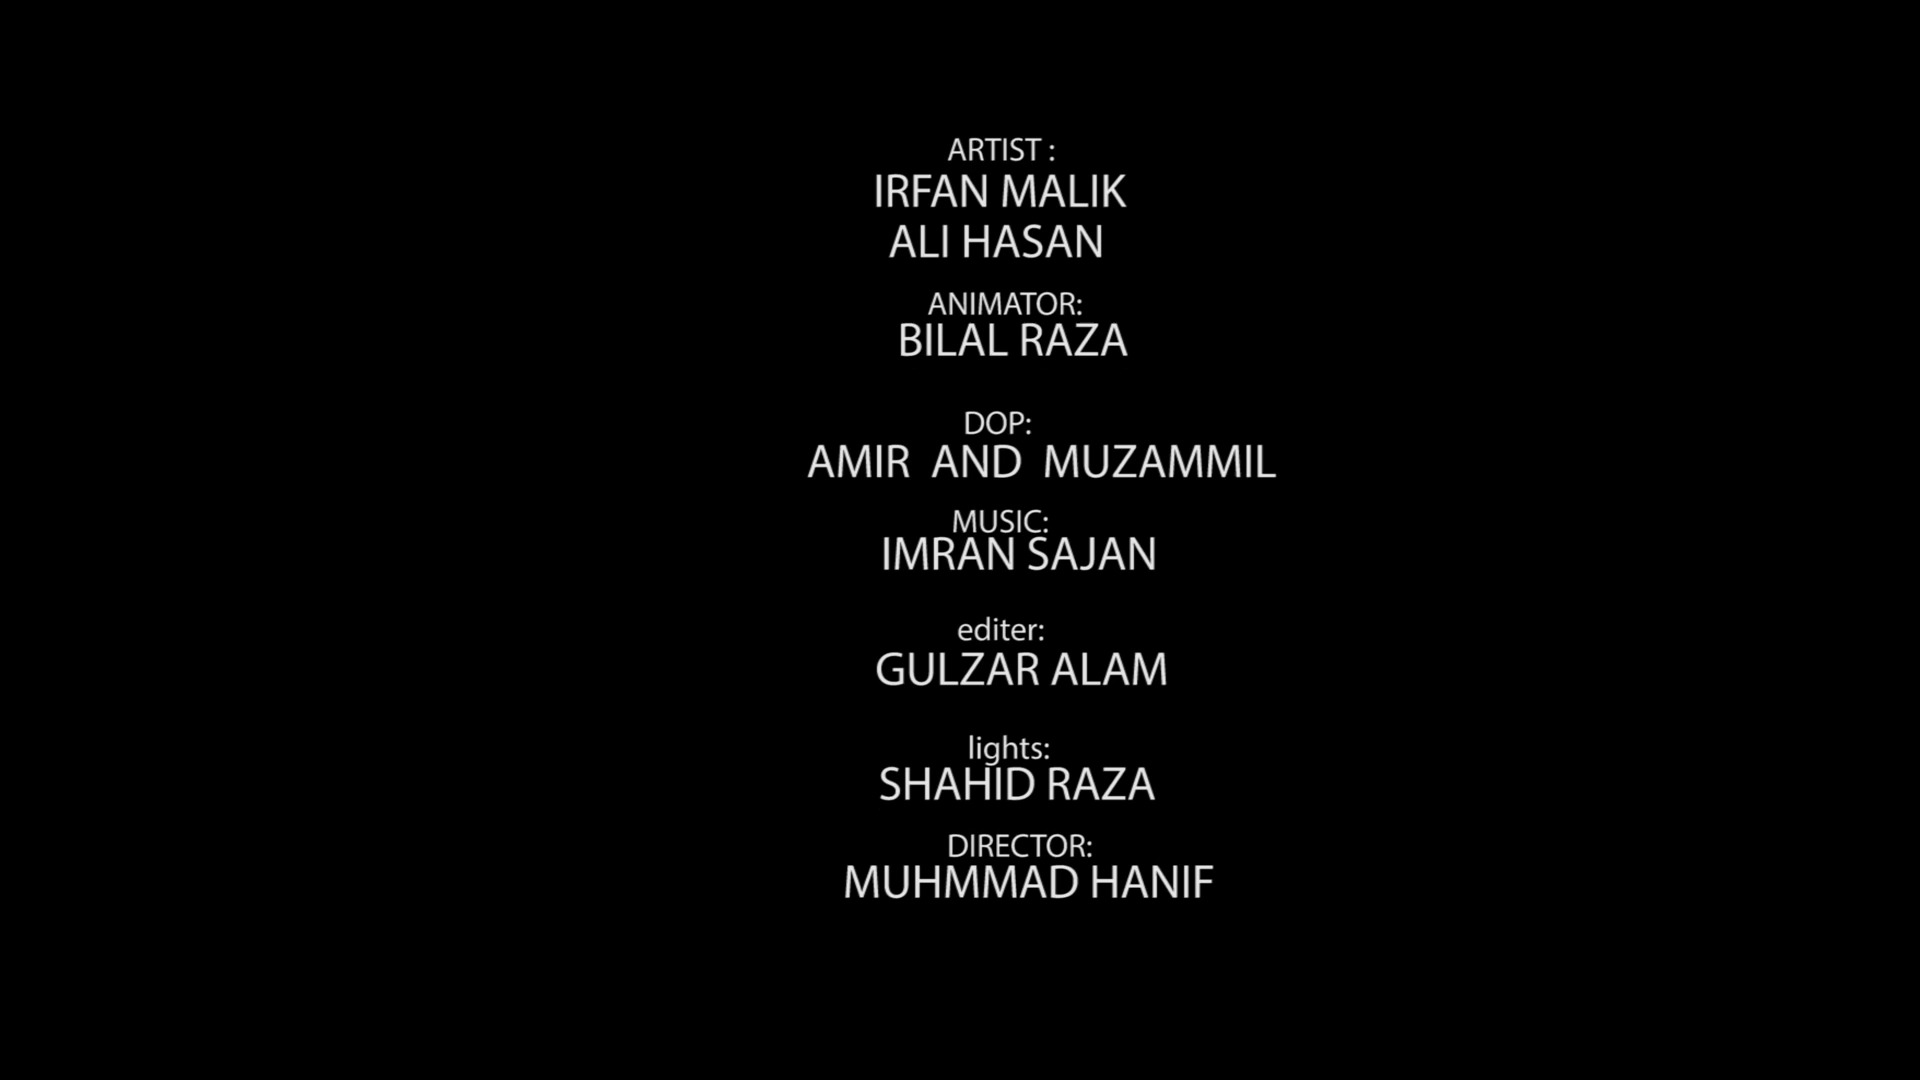 ARTIST :
IRFAN MALIK
ALI HASAN
ANIMATOR:
BILAL RAZA
DOP:
AMIR AND MUZAMMIL
MUSIC:
IMRAN SAJAN
editer:
GULZAR ALAM
lights:
SHAHID RAZA
DIRECTOR:
MUHMMAD HANIF